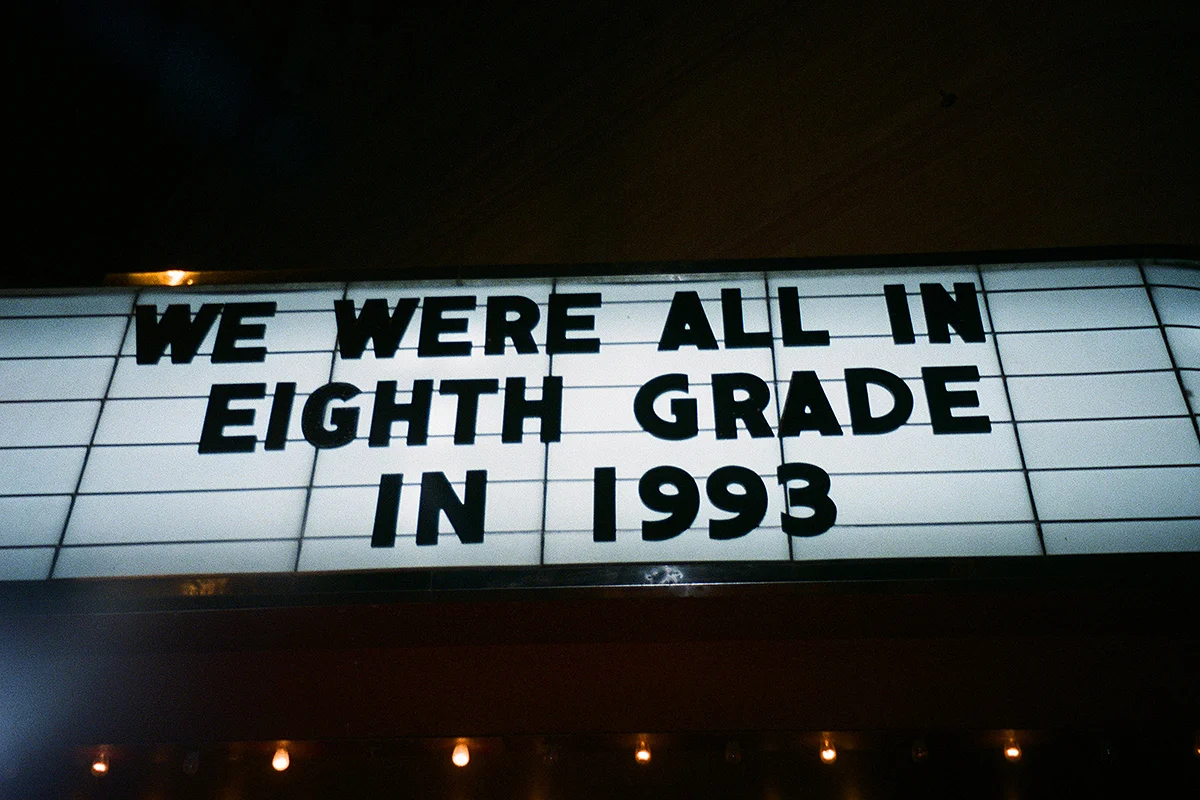 WE WERE ALL IN
EIGHTH GRADE
IN 1993